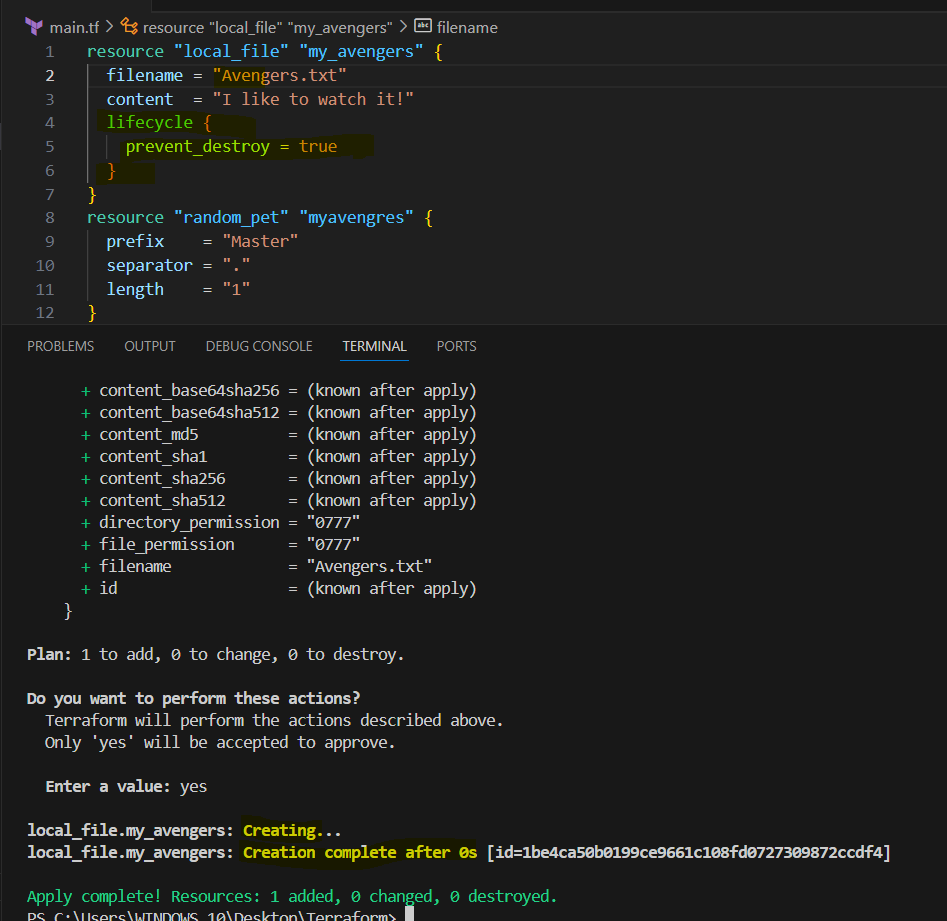 main.tf > resource "local_file" "my_avengers" > abc filename
1 resource "local_file" "my_avengers" {
2 filename = "Avengers.txt"
3 content  = "I like to watch it!"
4 lifecycle {
5 prevent_destroy = true
6 }
7 }
8 resource "random_pet" "myavengres" {
9 prefix    = "Master"
10 separator = "."
11 length    = "1"
12 }
PROBLEMS OUTPUT DEBUG CONSOLE TERMINAL PORTS
+ content_base64sha256 = (known after apply)
+ content_base64sha512 = (known after apply)
+ content_md5          = (known after apply)
+ content_sha1         = (known after apply)
+ content_sha256       = (known after apply)
+ content_sha512       = (known after apply)
+ directory_permission = "0777"
+ file_permission      = "0777"
+ filename             = "Avengers.txt"
+ id                   = (known after apply)
}
Plan: 1 to add, 0 to change, 0 to destroy.
Do you want to perform these actions?
Terraform will perform the actions described above.
Only 'yes' will be accepted to approve.
Enter a value: yes
local_file.my_avengers: Creating...
local_file.my_avengers: Creation complete after 0s [id=1be4ca50b0199ce9661c108fd0727309872ccdf4]
Apply complete! Resources: 1 added, 0 changed, 0 destroyed.
PS C:\Users\WINDOWS 10\Desktop\Terraform>